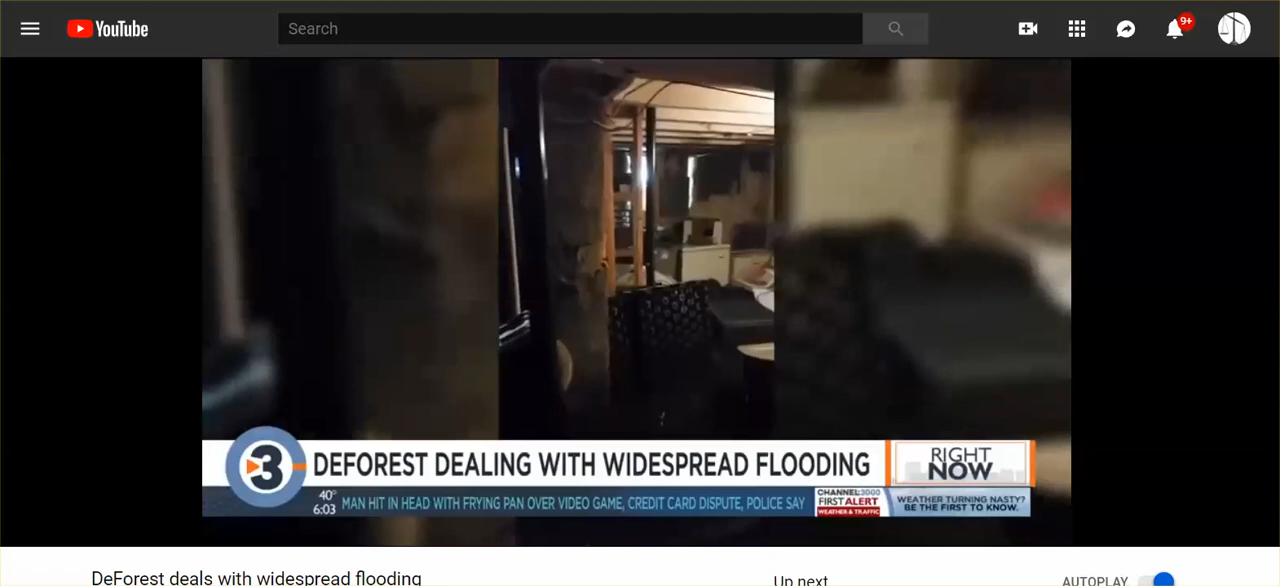 YouTube
Search
9+
3
DEFOREST DEALING WITH WIDESPREAD FLOODING
RIGHT
NOW
40°
6:03
MAN HIT IN HEAD WITH FRYING PAN OVER VIDEO GAME, CREDIT CARD DISPUTE, POLICE SAY
CHANNEL3000
FIRST ALERT
WEATHER & TRAFFIC
WEATHER TURNING NASTY?
BE THE FIRST TO KNOW.
DeForest deals with widespread flooding
Up next
AUTOPLAY